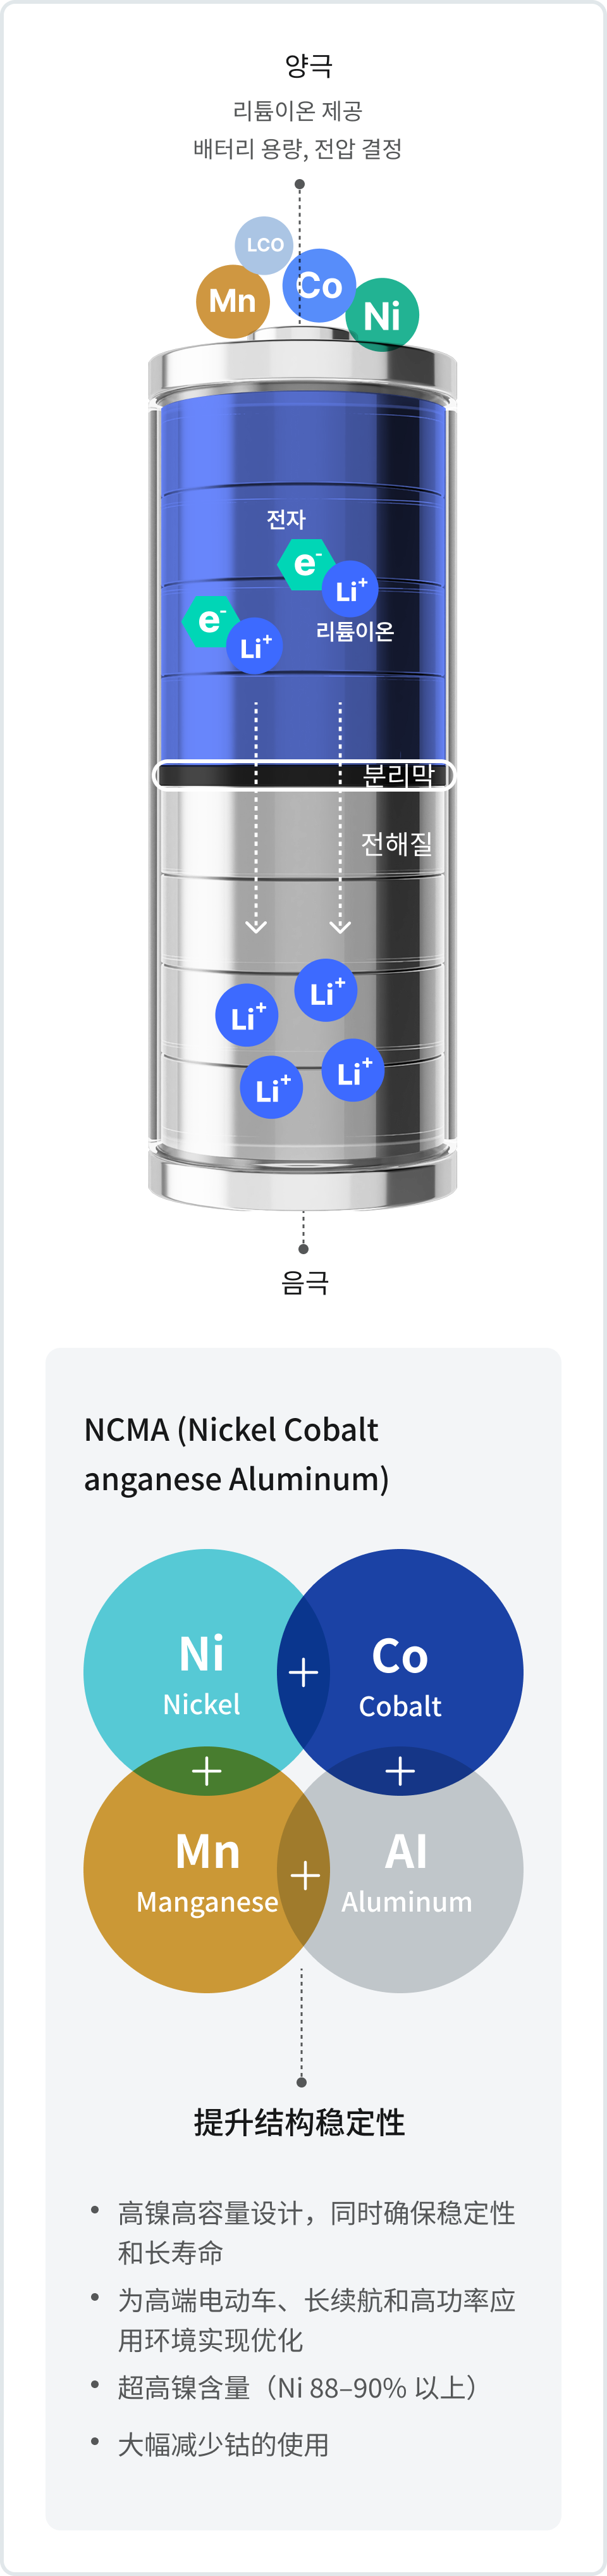 양극
리튬이온 제공
배터리 용량, 전압 결정
LCO
Mn
Co
Ni
전자
e-
Li+
리튬이온
e-
Li+
분리막
전해질
Li+
Li+
Li+
Li+
음극
NCMA (Nickel Cobalt
anganese Aluminum)
Ni
Nickel
+
Co
Cobalt
+
+
Mn
Manganese
+
Al
Aluminum
提升结构稳定性
• 高镍高容量设计，同时确保稳定性
和长寿命
• 为高端电动车、长续航和高功率应
用环境实现优化
• 超高镍含量（Ni 88–90% 以上）
• 大幅减少钴的使用